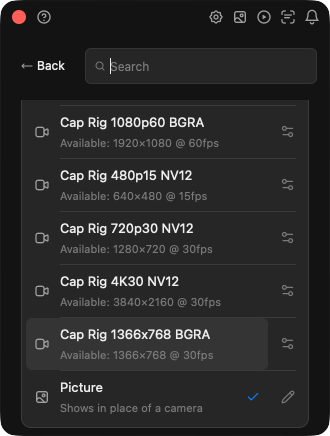 Back
Search
Cap Rig 1080p60 BGRA
Available: 1920×1080 @ 60fps
Cap Rig 480p15 NV12
Available: 640×480 @ 15fps
Cap Rig 720p30 NV12
Available: 1280×720 @ 30fps
Cap Rig 4K30 NV12
Available: 3840×2160 @ 30fps
Cap Rig 1366x768 BGRA
Available: 1366×768 @ 30fps
Picture
Shows in place of a camera